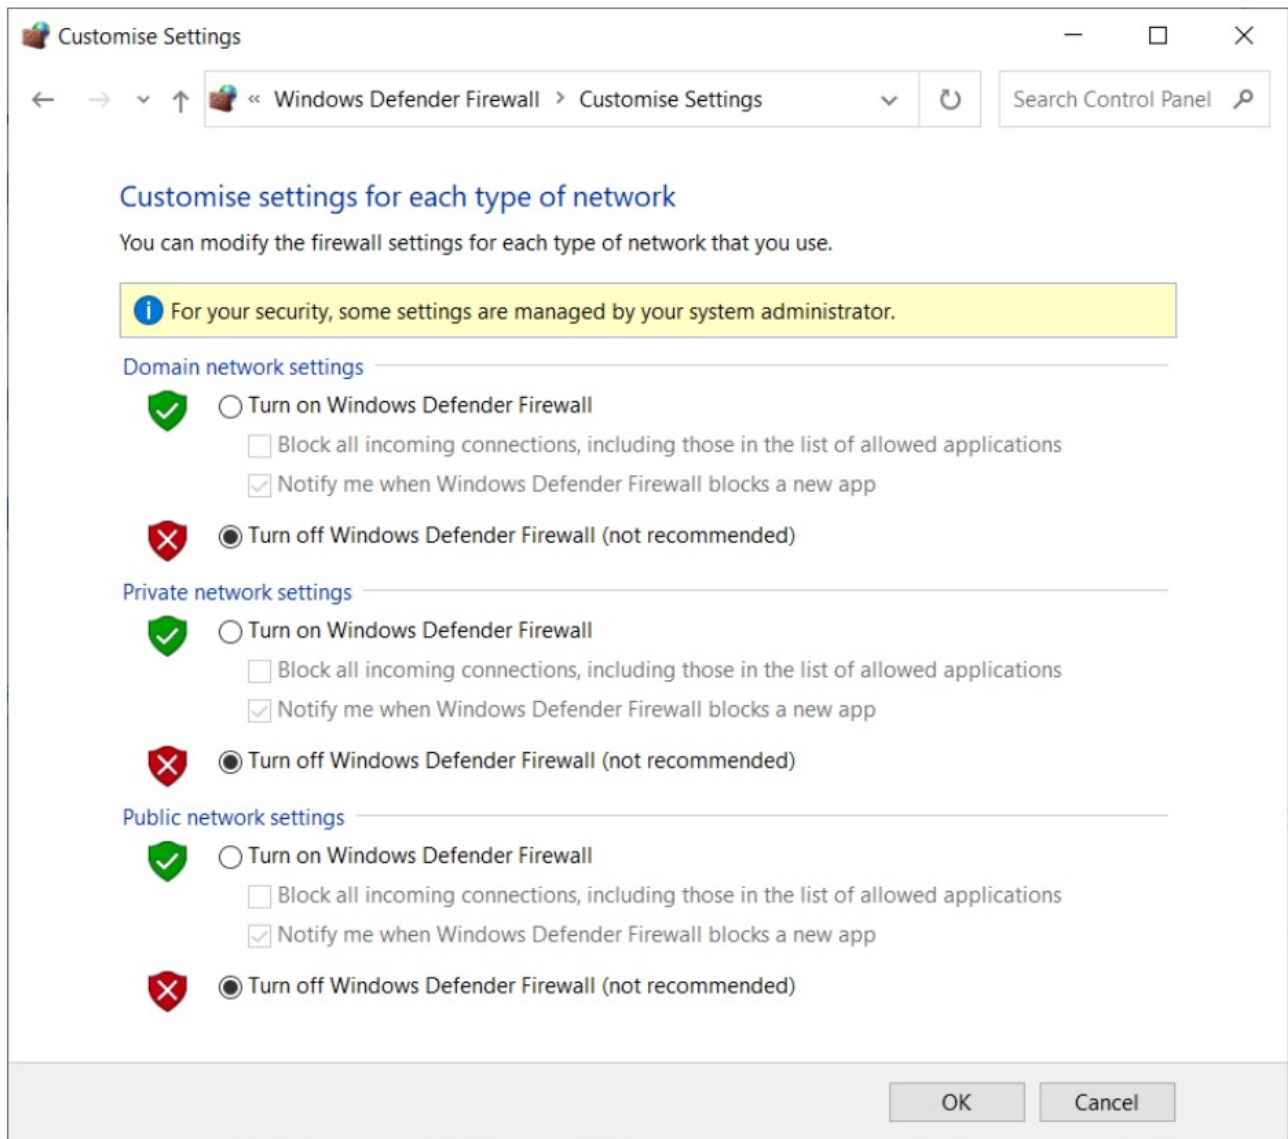 Customise Settings
« Windows Defender Firewall > Customise Settings
Search Control Panel
Customise settings for each type of network
You can modify the firewall settings for each type of network that you use.
For your security, some settings are managed by your system administrator.
Domain network settings
Turn on Windows Defender Firewall
Block all incoming connections, including those in the list of allowed applications
Notify me when Windows Defender Firewall blocks a new app
Turn off Windows Defender Firewall (not recommended)
Private network settings
Turn on Windows Defender Firewall
Block all incoming connections, including those in the list of allowed applications
Notify me when Windows Defender Firewall blocks a new app
Turn off Windows Defender Firewall (not recommended)
Public network settings
Turn on Windows Defender Firewall
Block all incoming connections, including those in the list of allowed applications
Notify me when Windows Defender Firewall blocks a new app
Turn off Windows Defender Firewall (not recommended)
OK
Cancel